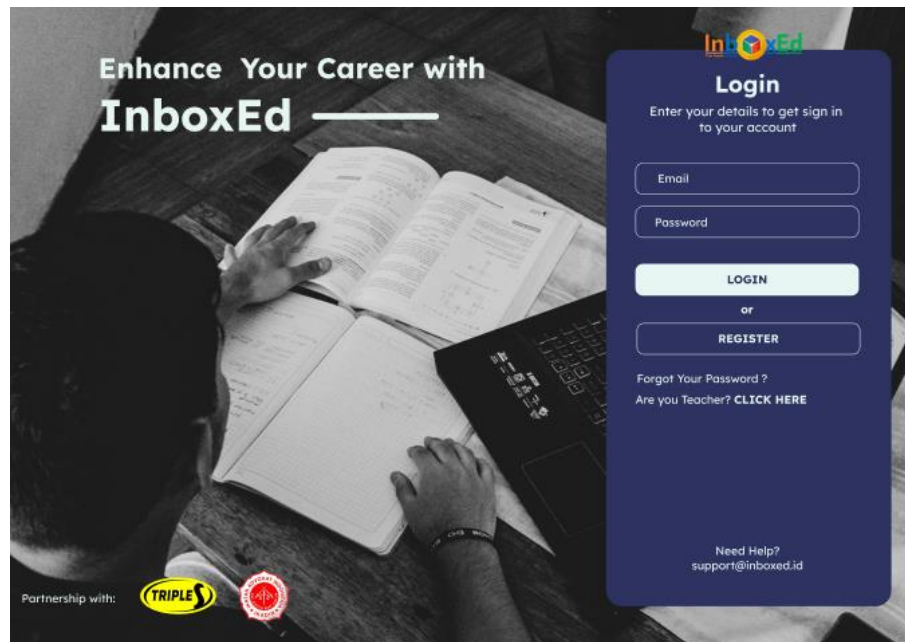 Enhance Your Career with
InboxEd
InboxEd
Login
Enter your details to get sign in
to your account
Email
Password
LOGIN
or
REGISTER
Forgot Your Password ?
Are you Teacher? CLICK HERE
Need Help?
support@inboxed.id
Partnership with:
TRIPLE S